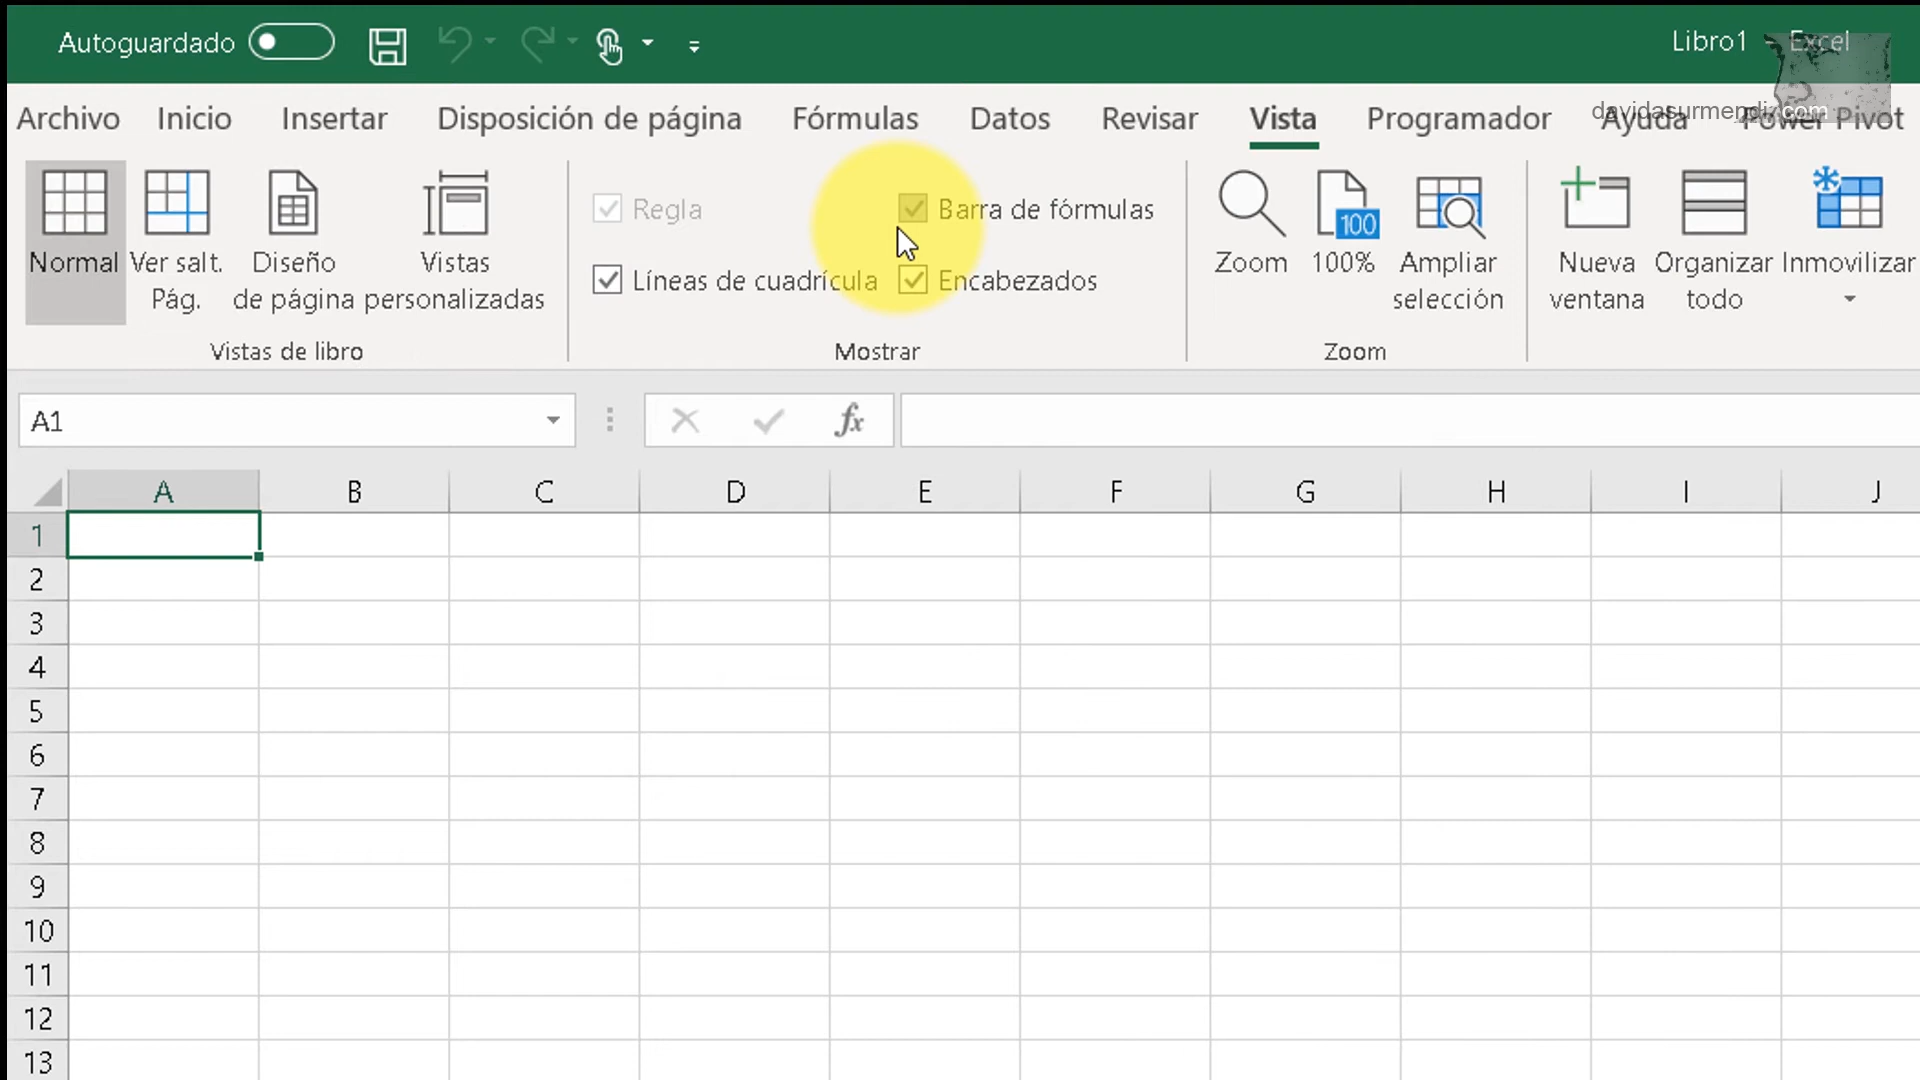 Autoguardado
Libro1 - Excel
davidasurmendi.com
Archivo Inicio Insertar Disposición de página Fórmulas Datos Revisar Vista Programador Ayuda Power Pivot
Regla Barra de fórmulas
100
Normal Ver salt. Pág. Diseño de página Vistas personalizadas
Líneas de cuadrícula Encabezados
Zoom 100% Ampliar selección
Nueva ventana Organizar todo Inmovilizar
Vistas de libro Mostrar Zoom
A1 fx
A B C D E F G H I J
1
2
3
4
5
6
7
8
9
10
11
12
13